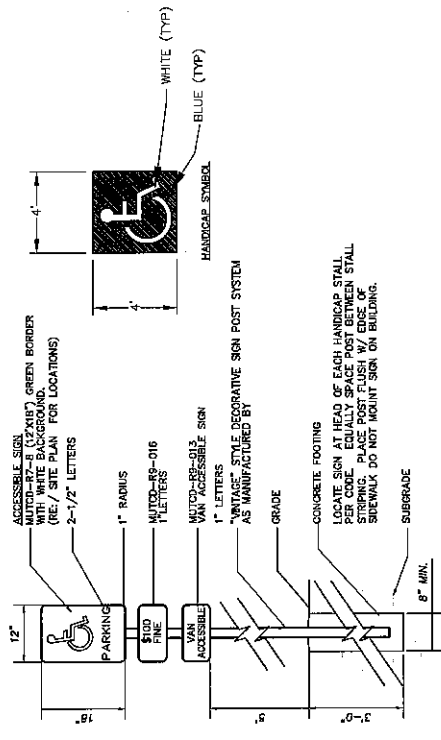 ACCESSIBLE SIGN
MUTCD-R7-8 (12"X18") GREEN BORDER
WITH WHITE BACKGROUND.
(RE:/ SITE PLAN FOR LOCATIONS)
2-1/2" LETTERS
1" RADIUS
MUTCD-R9-016
1" LETTERS
MUTCD-R9-013
VAN ACCESSIBLE SIGN
1" LETTERS
"VINTAGE" STYLE DECORATIVE SIGN POST SYSTEM
AS MANUFACTURED BY
GRADE
CONCRETE FOOTING
LOCATE SIGN AT HEAD OF EACH HANDICAP STALL
PER CODE. EQUALLY SPACE POST BETWEEN STALL
STRIPING. PLACE POST FLUSH W/ EDGE OF
SIDEWALK DO NOT MOUNT SIGN ON BUILDING.
SUBGRADE
12"
PARKING
$100
FINE
VAN
ACCESSIBLE
18"
5'
3'-0"
8" MIN.
4'
4'
HANDICAP SYMBOL
WHITE (TYP)
BLUE (TYP)